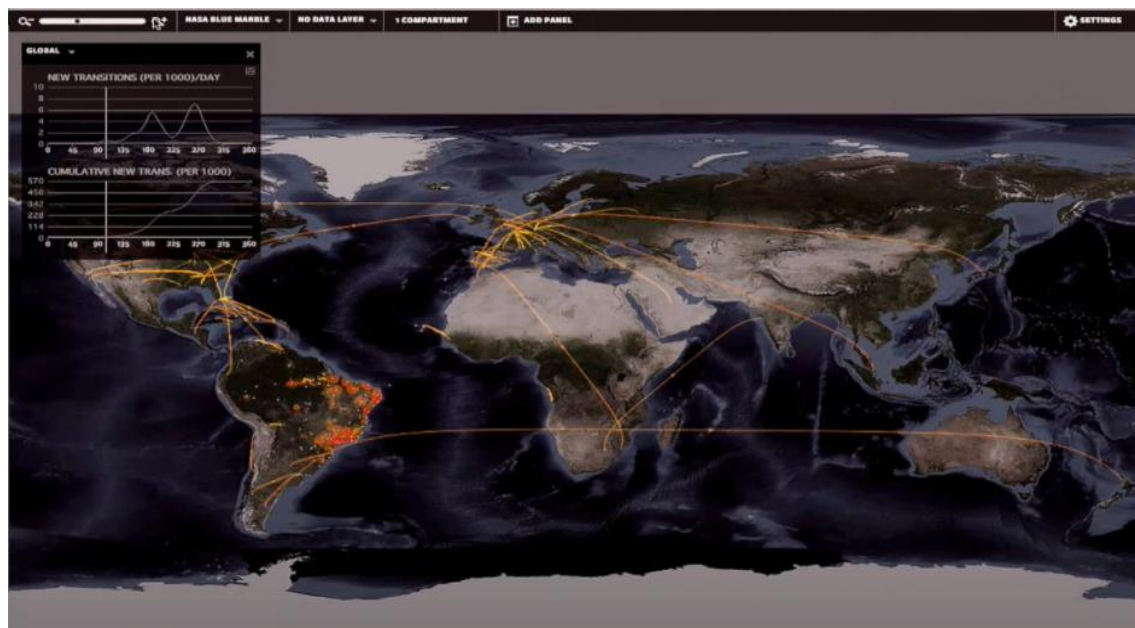 NASA BLUE MARBLE NO DATA LAYER 1 COMPARTMENT ADD PANEL SETTINGS
GLOBAL
NEW TRANSITIONS (PER 1000)/DAY
10
8
6
4
2
0
0 45 90 135 180 225 270 315 360
CUMULATIVE NEW TRANS. (PER 1000)
570
456
342
228
114
0
0 45 90 135 180 225 270 315 360